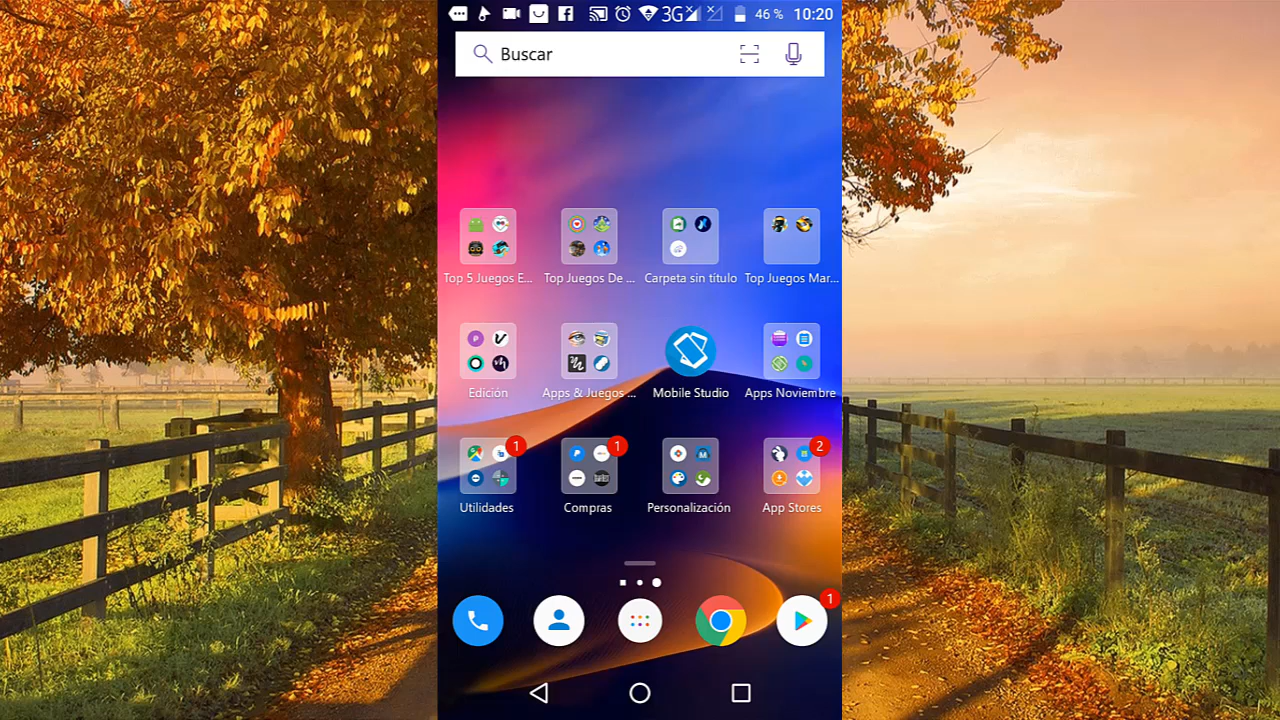 3G 46 % 10:20
Buscar
Top 5 Juegos E... Top Juegos De ... Carpeta sin título Top Juegos Mar...
Edición Apps & Juegos ... Mobile Studio Apps Noviembre
1 1 2
Utilidades Compras Personalización App Stores
1